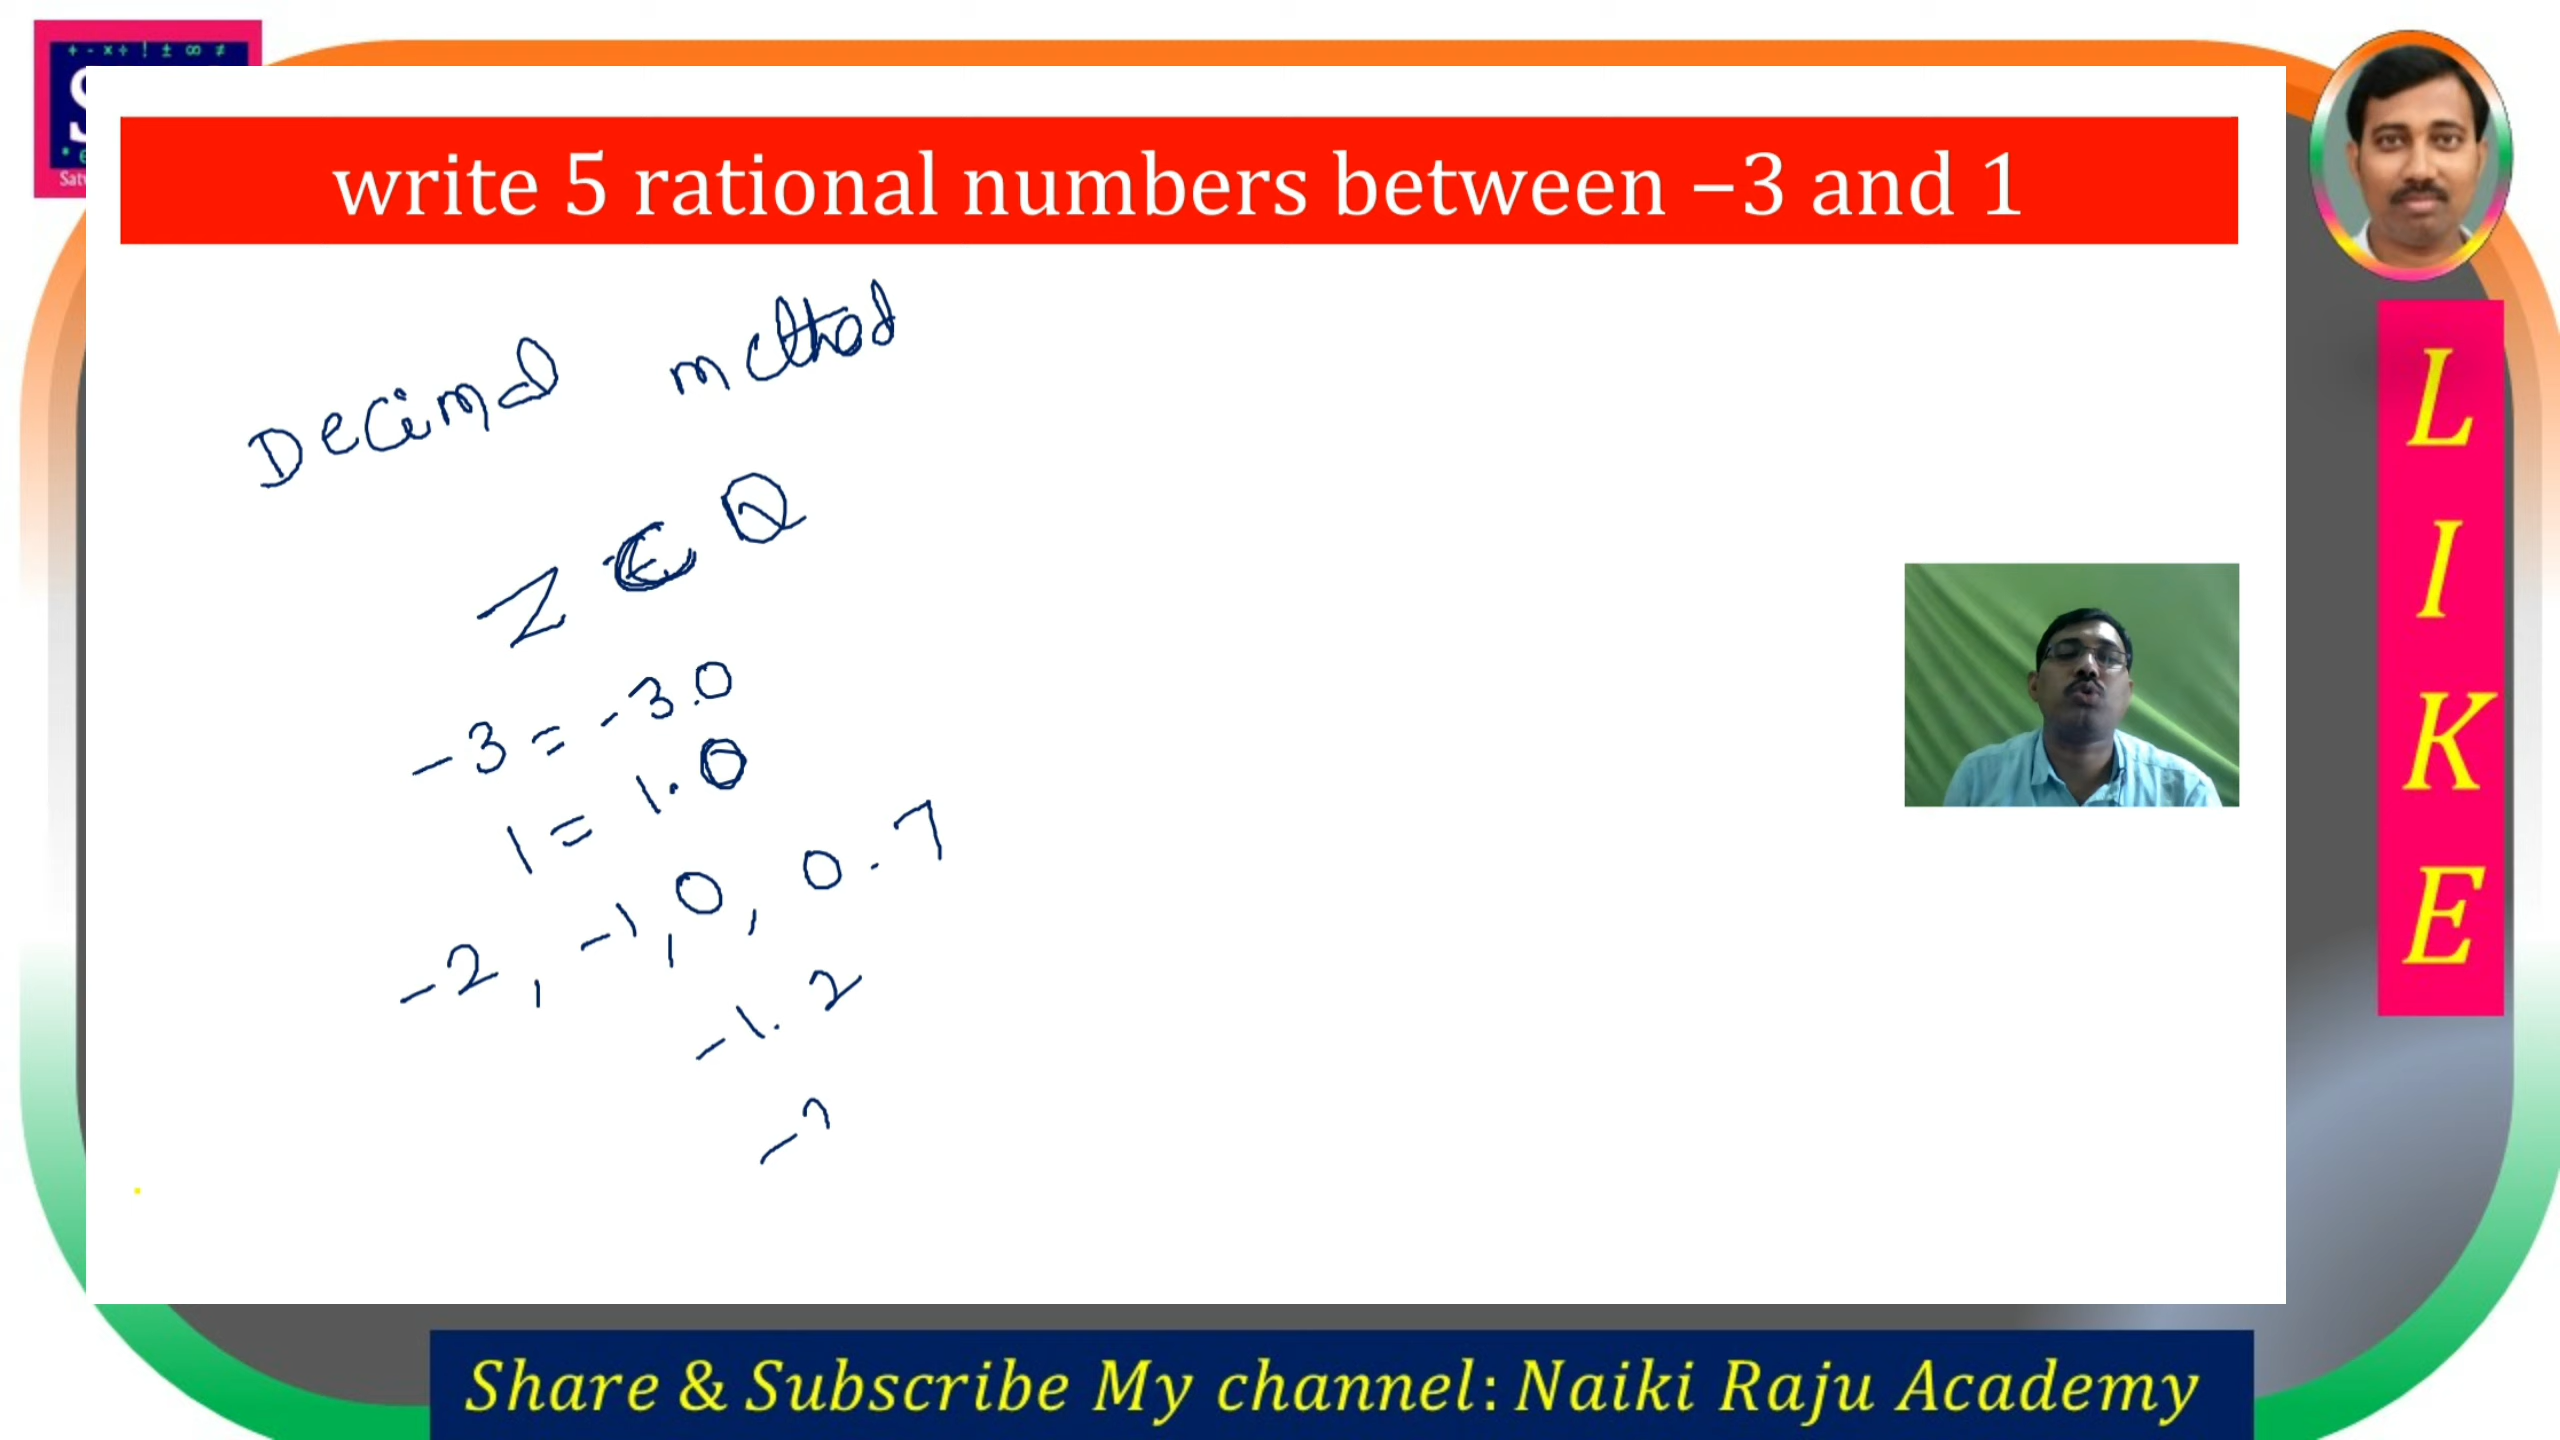 + - × ÷ ! ± ∞ ≠
S
Sat
write 5 rational numbers between −3 and 1
Decimal method
Z ⊂ Q
-3 = -3.0
1 = 1.0
-2, -1, 0, 0.7
-1.2
L
I
K
E
Share & Subscribe My channel: Naiki Raju Academy